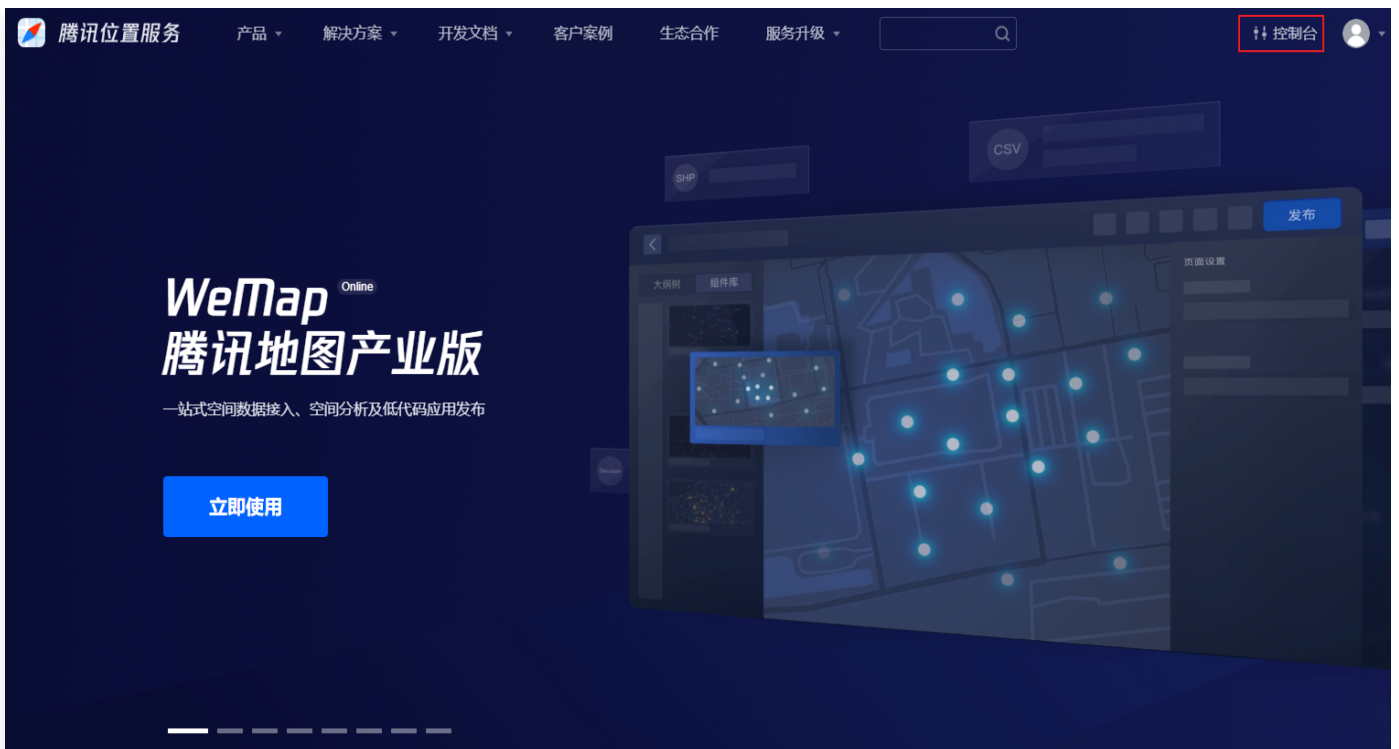 腾讯位置服务 产品 解决方案 开发文档 客户案例 生态合作 服务升级 控制台
CSV
SHP
发布
页面设置
大纲树 组件库
WeMap Online
腾讯地图产业版
一站式空间数据接入、空间分析及低代码应用发布
立即使用